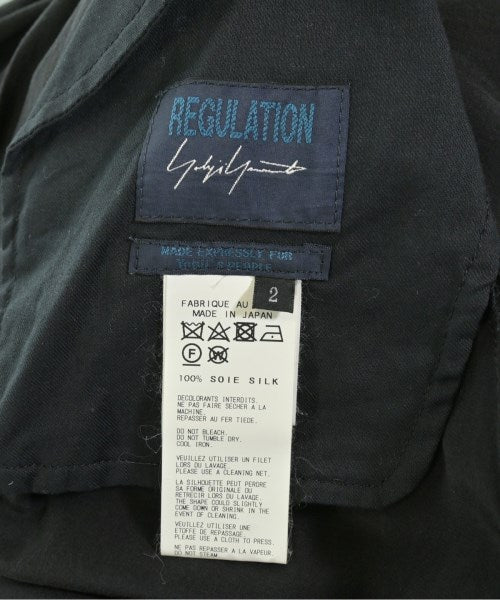 REGULATION
Yohji Yamamoto
MADE EXPRESSLY FOR
2
FABRIQUE AU
MADE IN JAPAN
P W
100% SOIE SILK
DECOLORANTS INTERDITS.
NE PAS FAIRE SECHER A LA
MACHINE.
REPASSER AU FER TIEDE.
DO NOT BLEACH.
DO NOT TUMBLE DRY.
COOL IRON.
VEUILLEZ UTILISER UN FILET
LORS DU LAVAGE.
PLEASE USE A CLEANING NET.
LA SILHOUETTE PEUT PERDRE
SA FORME ORIGINALE OU
RETRECIR LORS DU LAVAGE.
THE SHAPE COULD SLIGHTLY
COME DOWN OR SHRINK IN THE
EVENT OF CLEANING.
VEUILLEZ UTILISER UNE
ETOFFE DE REPASSAGE.
PLEASE USE A CLOTH TO PRESS.
NE PAS REPASSER A LA VAPEUR.
DO NOT STEAM.